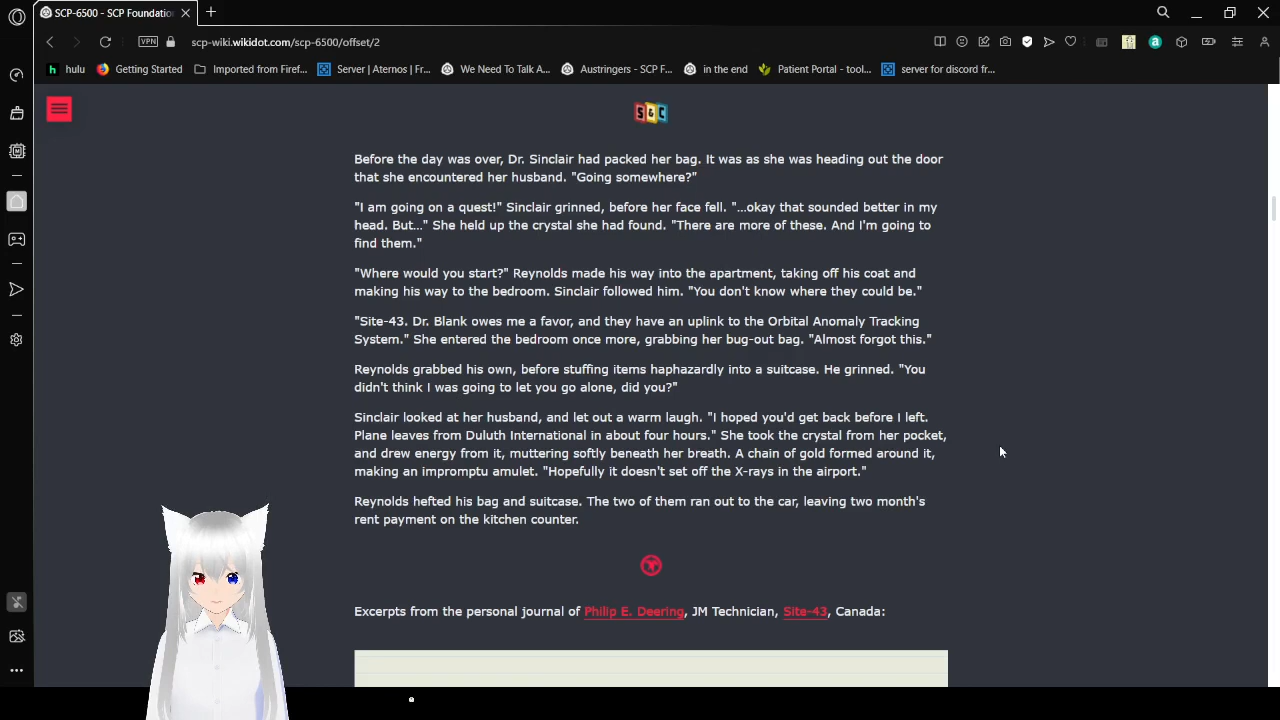 SCP-6500 - SCP Foundatio
scp-wiki.wikidot.com/scp-6500/offset/2
VPN
hulu
Getting Started
Imported from Firef...
Server | Aternos | Fr...
We Need To Talk A...
Austringers - SCP F...
in the end
Patient Portal - tool...
server for discord fr...
S & C
Before the day was over, Dr. Sinclair had packed her bag. It was as she was heading out the door
that she encountered her husband. "Going somewhere?"
"I am going on a quest!" Sinclair grinned, before her face fell. "…okay that sounded better in my
head. But…" She held up the crystal she had found. "There are more of these. And I'm going to
find them."
"Where would you start?" Reynolds made his way into the apartment, taking off his coat and
making his way to the bedroom. Sinclair followed him. "You don't know where they could be."
"Site-43. Dr. Blank owes me a favor, and they have an uplink to the Orbital Anomaly Tracking
System." She entered the bedroom once more, grabbing her bug-out bag. "Almost forgot this."
Reynolds grabbed his own, before stuffing items haphazardly into a suitcase. He grinned. "You
didn't think I was going to let you go alone, did you?"
Sinclair looked at her husband, and let out a warm laugh. "I hoped you'd get back before I left.
Plane leaves from Duluth International in about four hours." She took the crystal from her pocket,
and drew energy from it, muttering softly beneath her breath. A chain of gold formed around it,
making an impromptu amulet. "Hopefully it doesn't set off the X-rays in the airport."
Reynolds hefted his bag and suitcase. The two of them ran out to the car, leaving two month's
rent payment on the kitchen counter.
Excerpts from the personal journal of Philip E. Deering, JM Technician, Site-43, Canada: